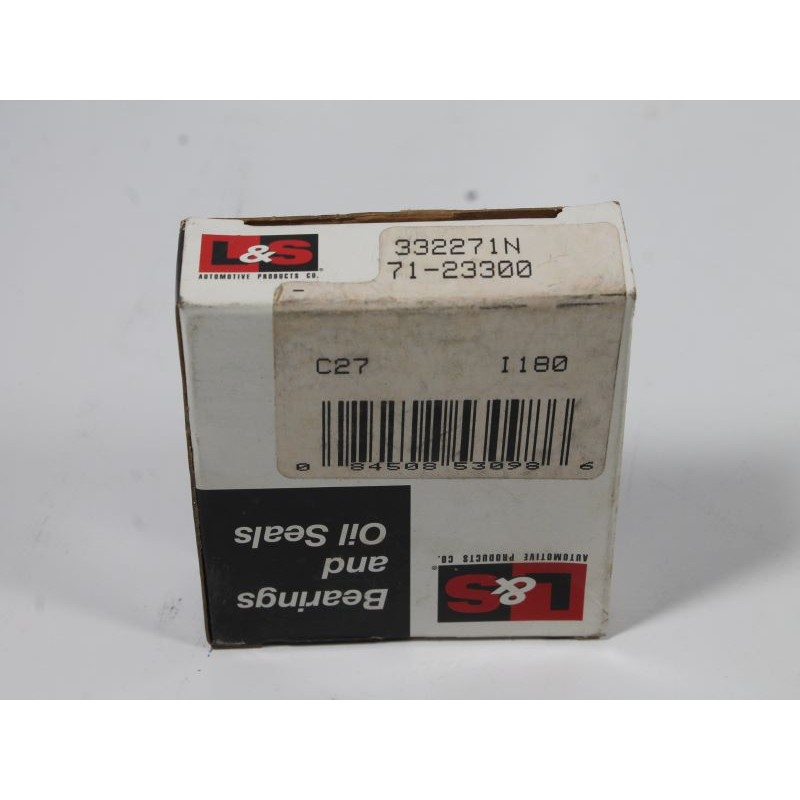 L&S®
AUTOMOTIVE PRODUCTS CO.
332271N
71-23300
-
C27 I180
0 84508 53098 6
Bearings
and
Oil Seals
L&S®
AUTOMOTIVE PRODUCTS CO.